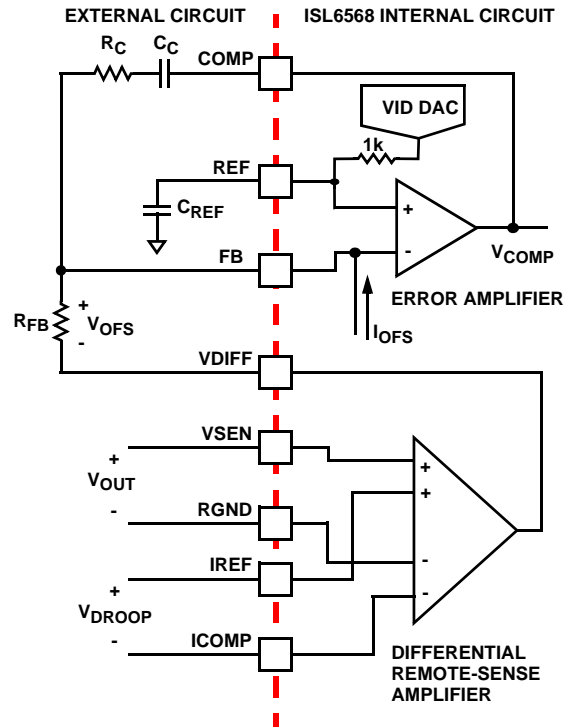 EXTERNAL CIRCUIT
ISL6568 INTERNAL CIRCUIT
RC
CC
COMP
VID DAC
1k
REF
CREF
+
-
VCOMP
FB
ERROR AMPLIFIER
IOFS
RFB
+
VOFS
-
VDIFF
VSEN
+
VOUT
-
+
+
RGND
IREF
-
-
+
VDROOP
-
ICOMP
DIFFERENTIAL
REMOTE-SENSE
AMPLIFIER